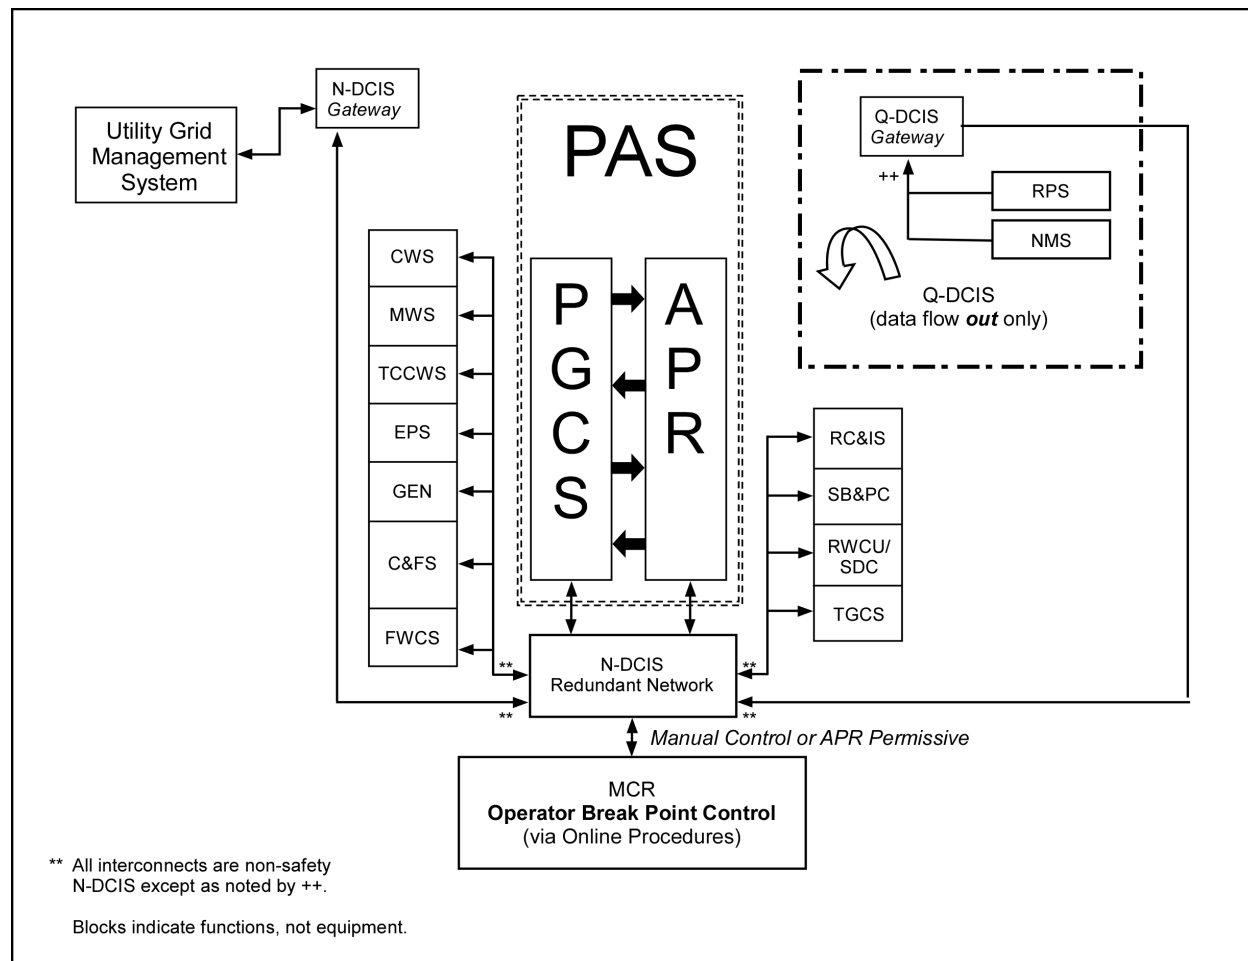 N-DCIS
Gateway
Utility Grid
Management
System
PAS
Q-DCIS
Gateway
++
RPS
NMS
Q-DCIS
(data flow out only)
CWS
MWS
TCCWS
EPS
GEN
C&FS
FWCS
P
G
C
S
A
P
R
RC&IS
SB&PC
RWCU/
SDC
TGCS
**
**
N-DCIS
Redundant Network
**
**
Manual Control or APR Permissive
MCR
Operator Break Point Control
(via Online Procedures)
** All interconnects are non-safety
N-DCIS except as noted by ++.
Blocks indicate functions, not equipment.